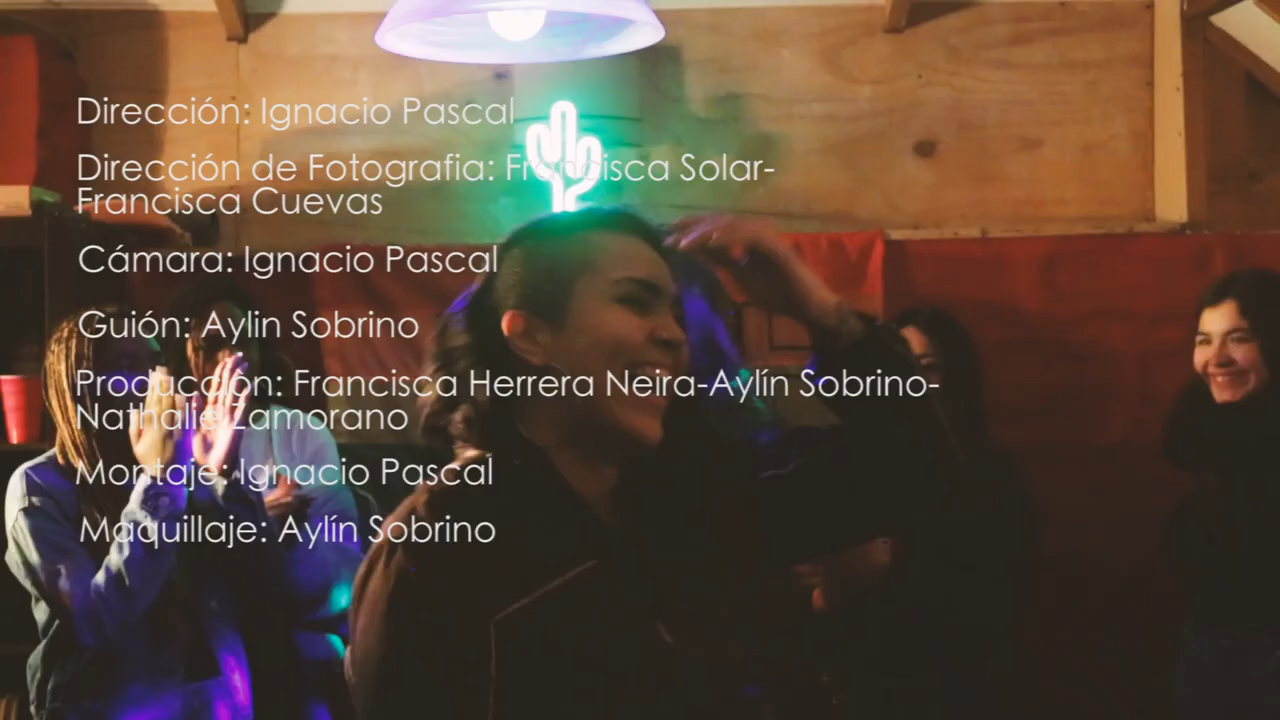 Dirección: Ignacio Pascal
Dirección de Fotografia: Francisca Solar-
Francisca Cuevas
Cámara: Ignacio Pascal
Guión: Aylin Sobrino
Producción: Francisca Herrera Neira-Aylín Sobrino-
Nathalie Zamorano
Montaje: Ignacio Pascal
Maquillaje: Aylín Sobrino